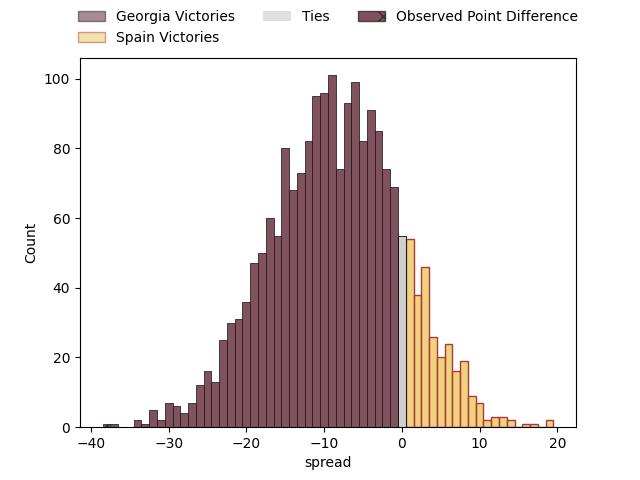 Georgia Victories
Ties
Observed Point Difference
Spain Victories
100
80
60
40
20
0
Count
−40
−30
−20
−10
0
10
20
spread